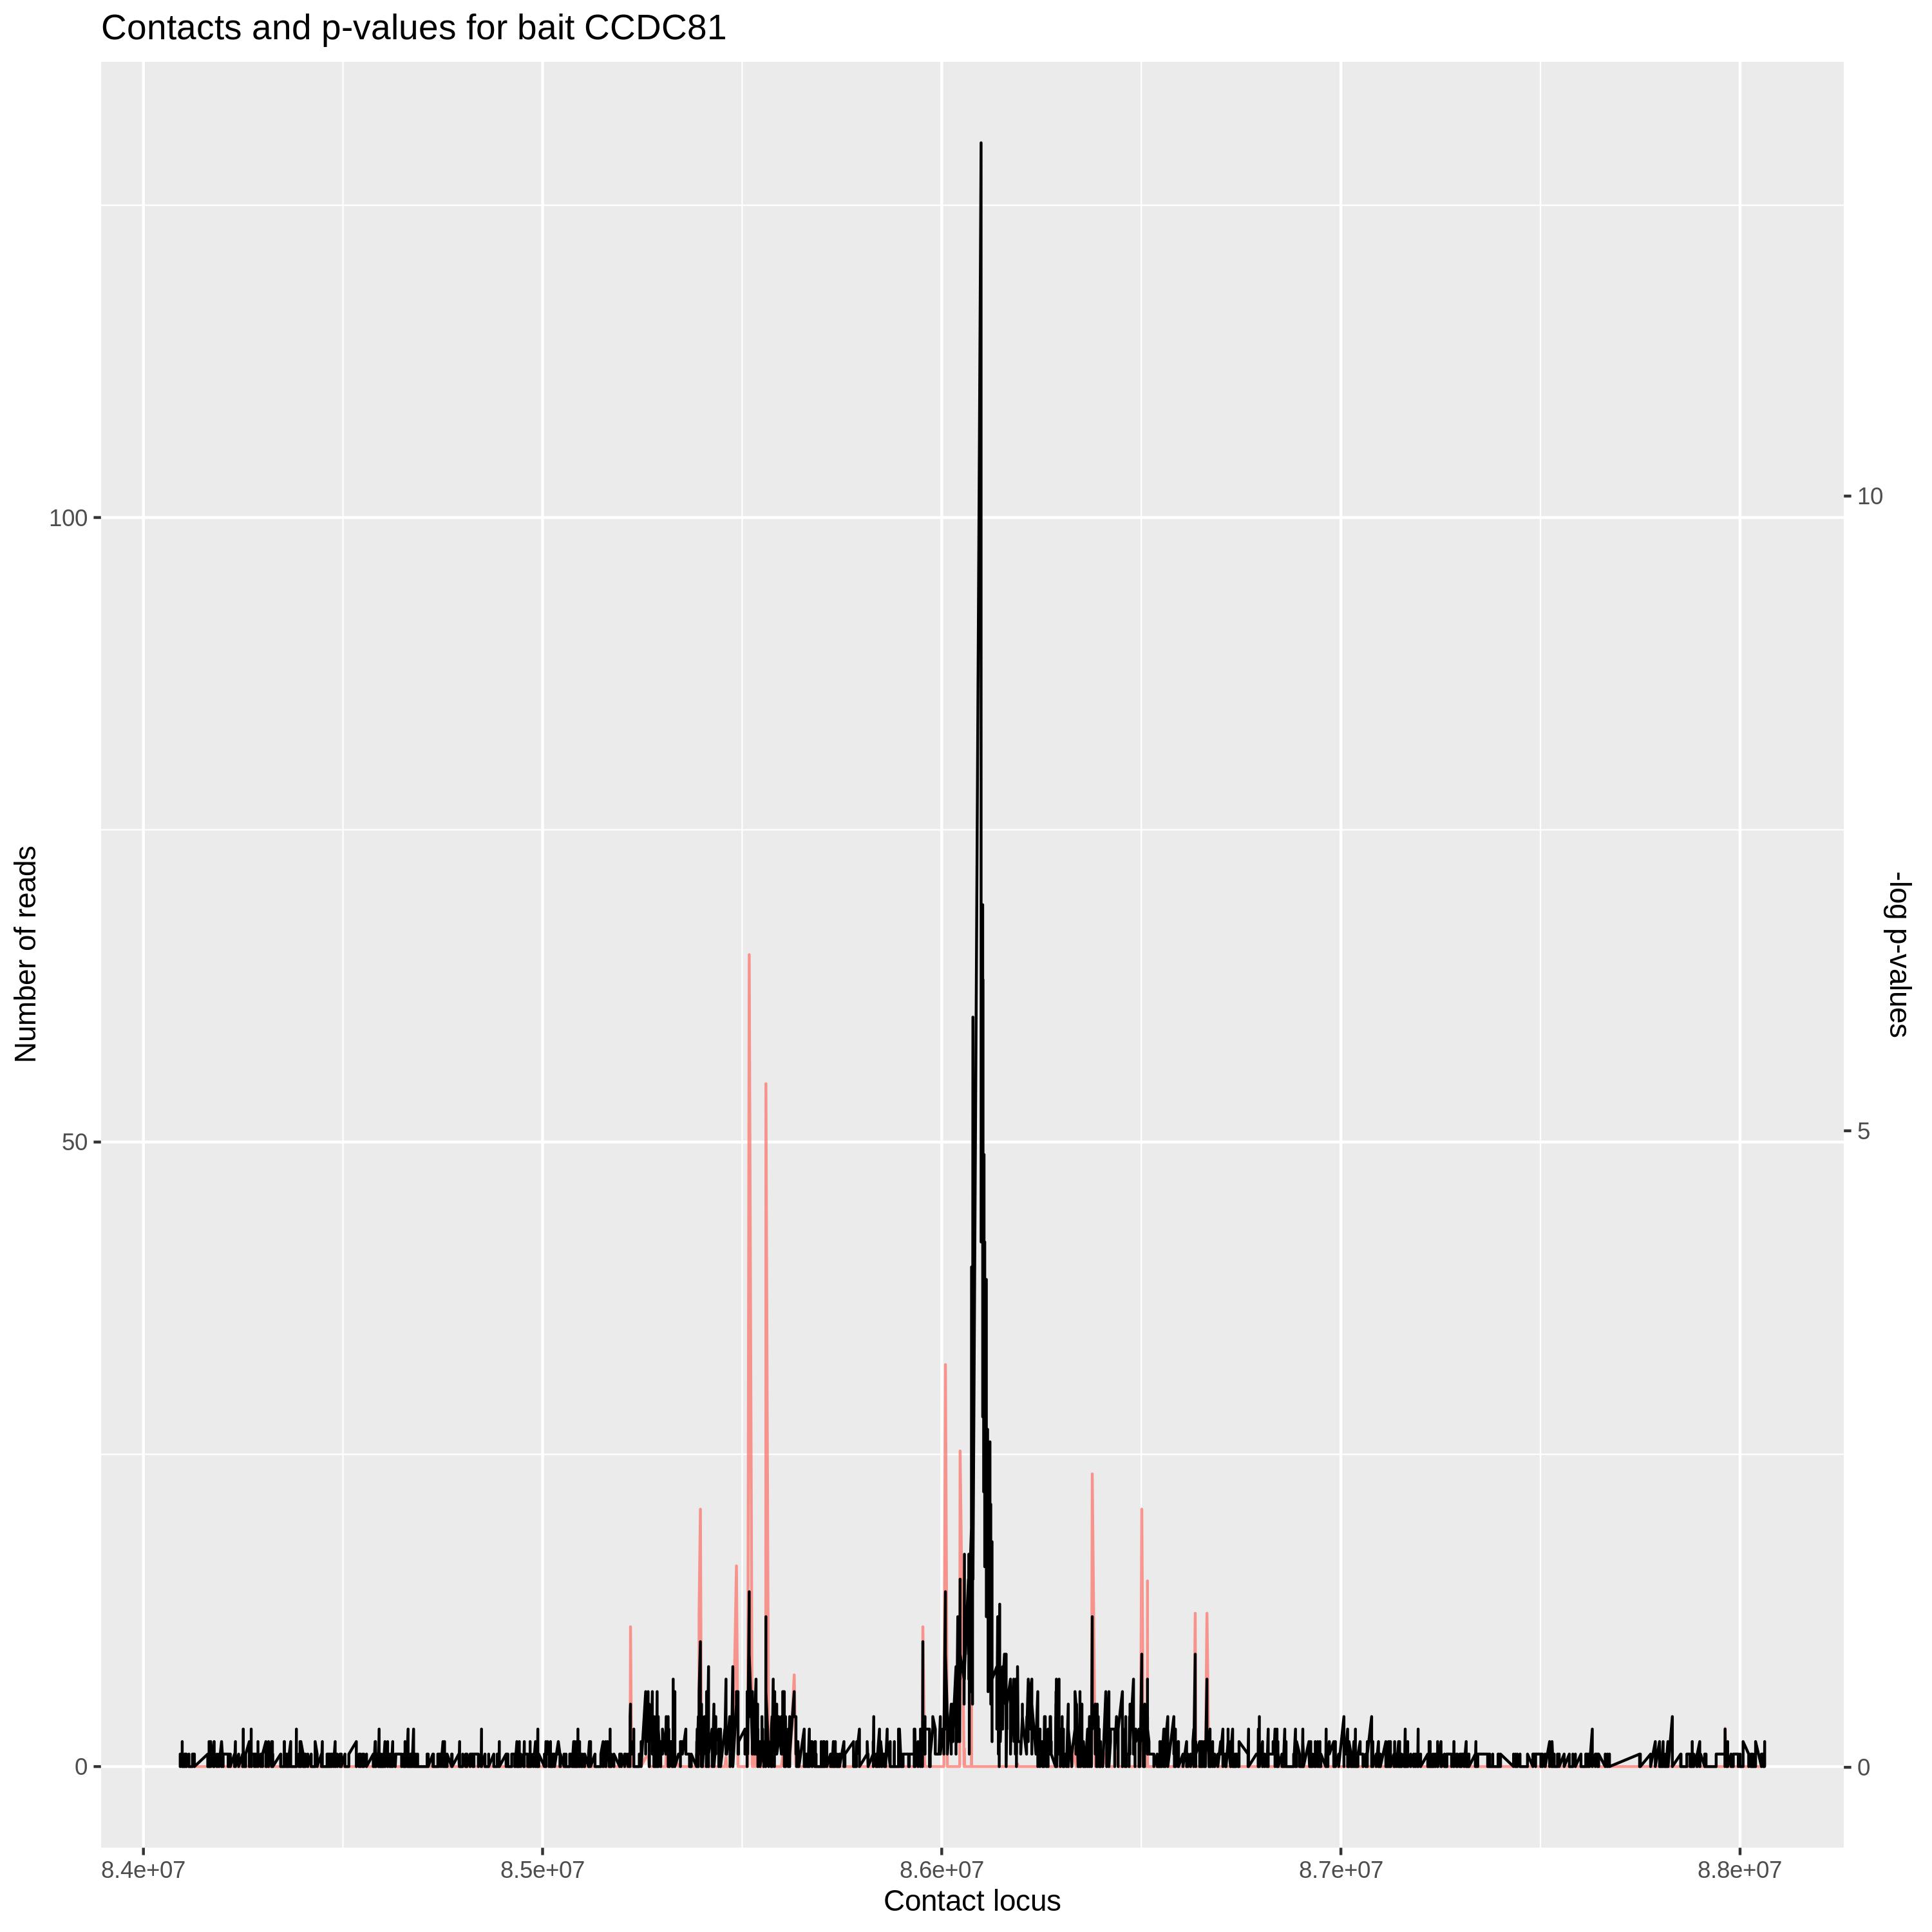 Contacts and p-values for bait CCDC81
Number of reads
100
50
0
10
5
0
-log p-values
8.4e+07 8.5e+07 8.6e+07 8.7e+07 8.8e+07
Contact locus